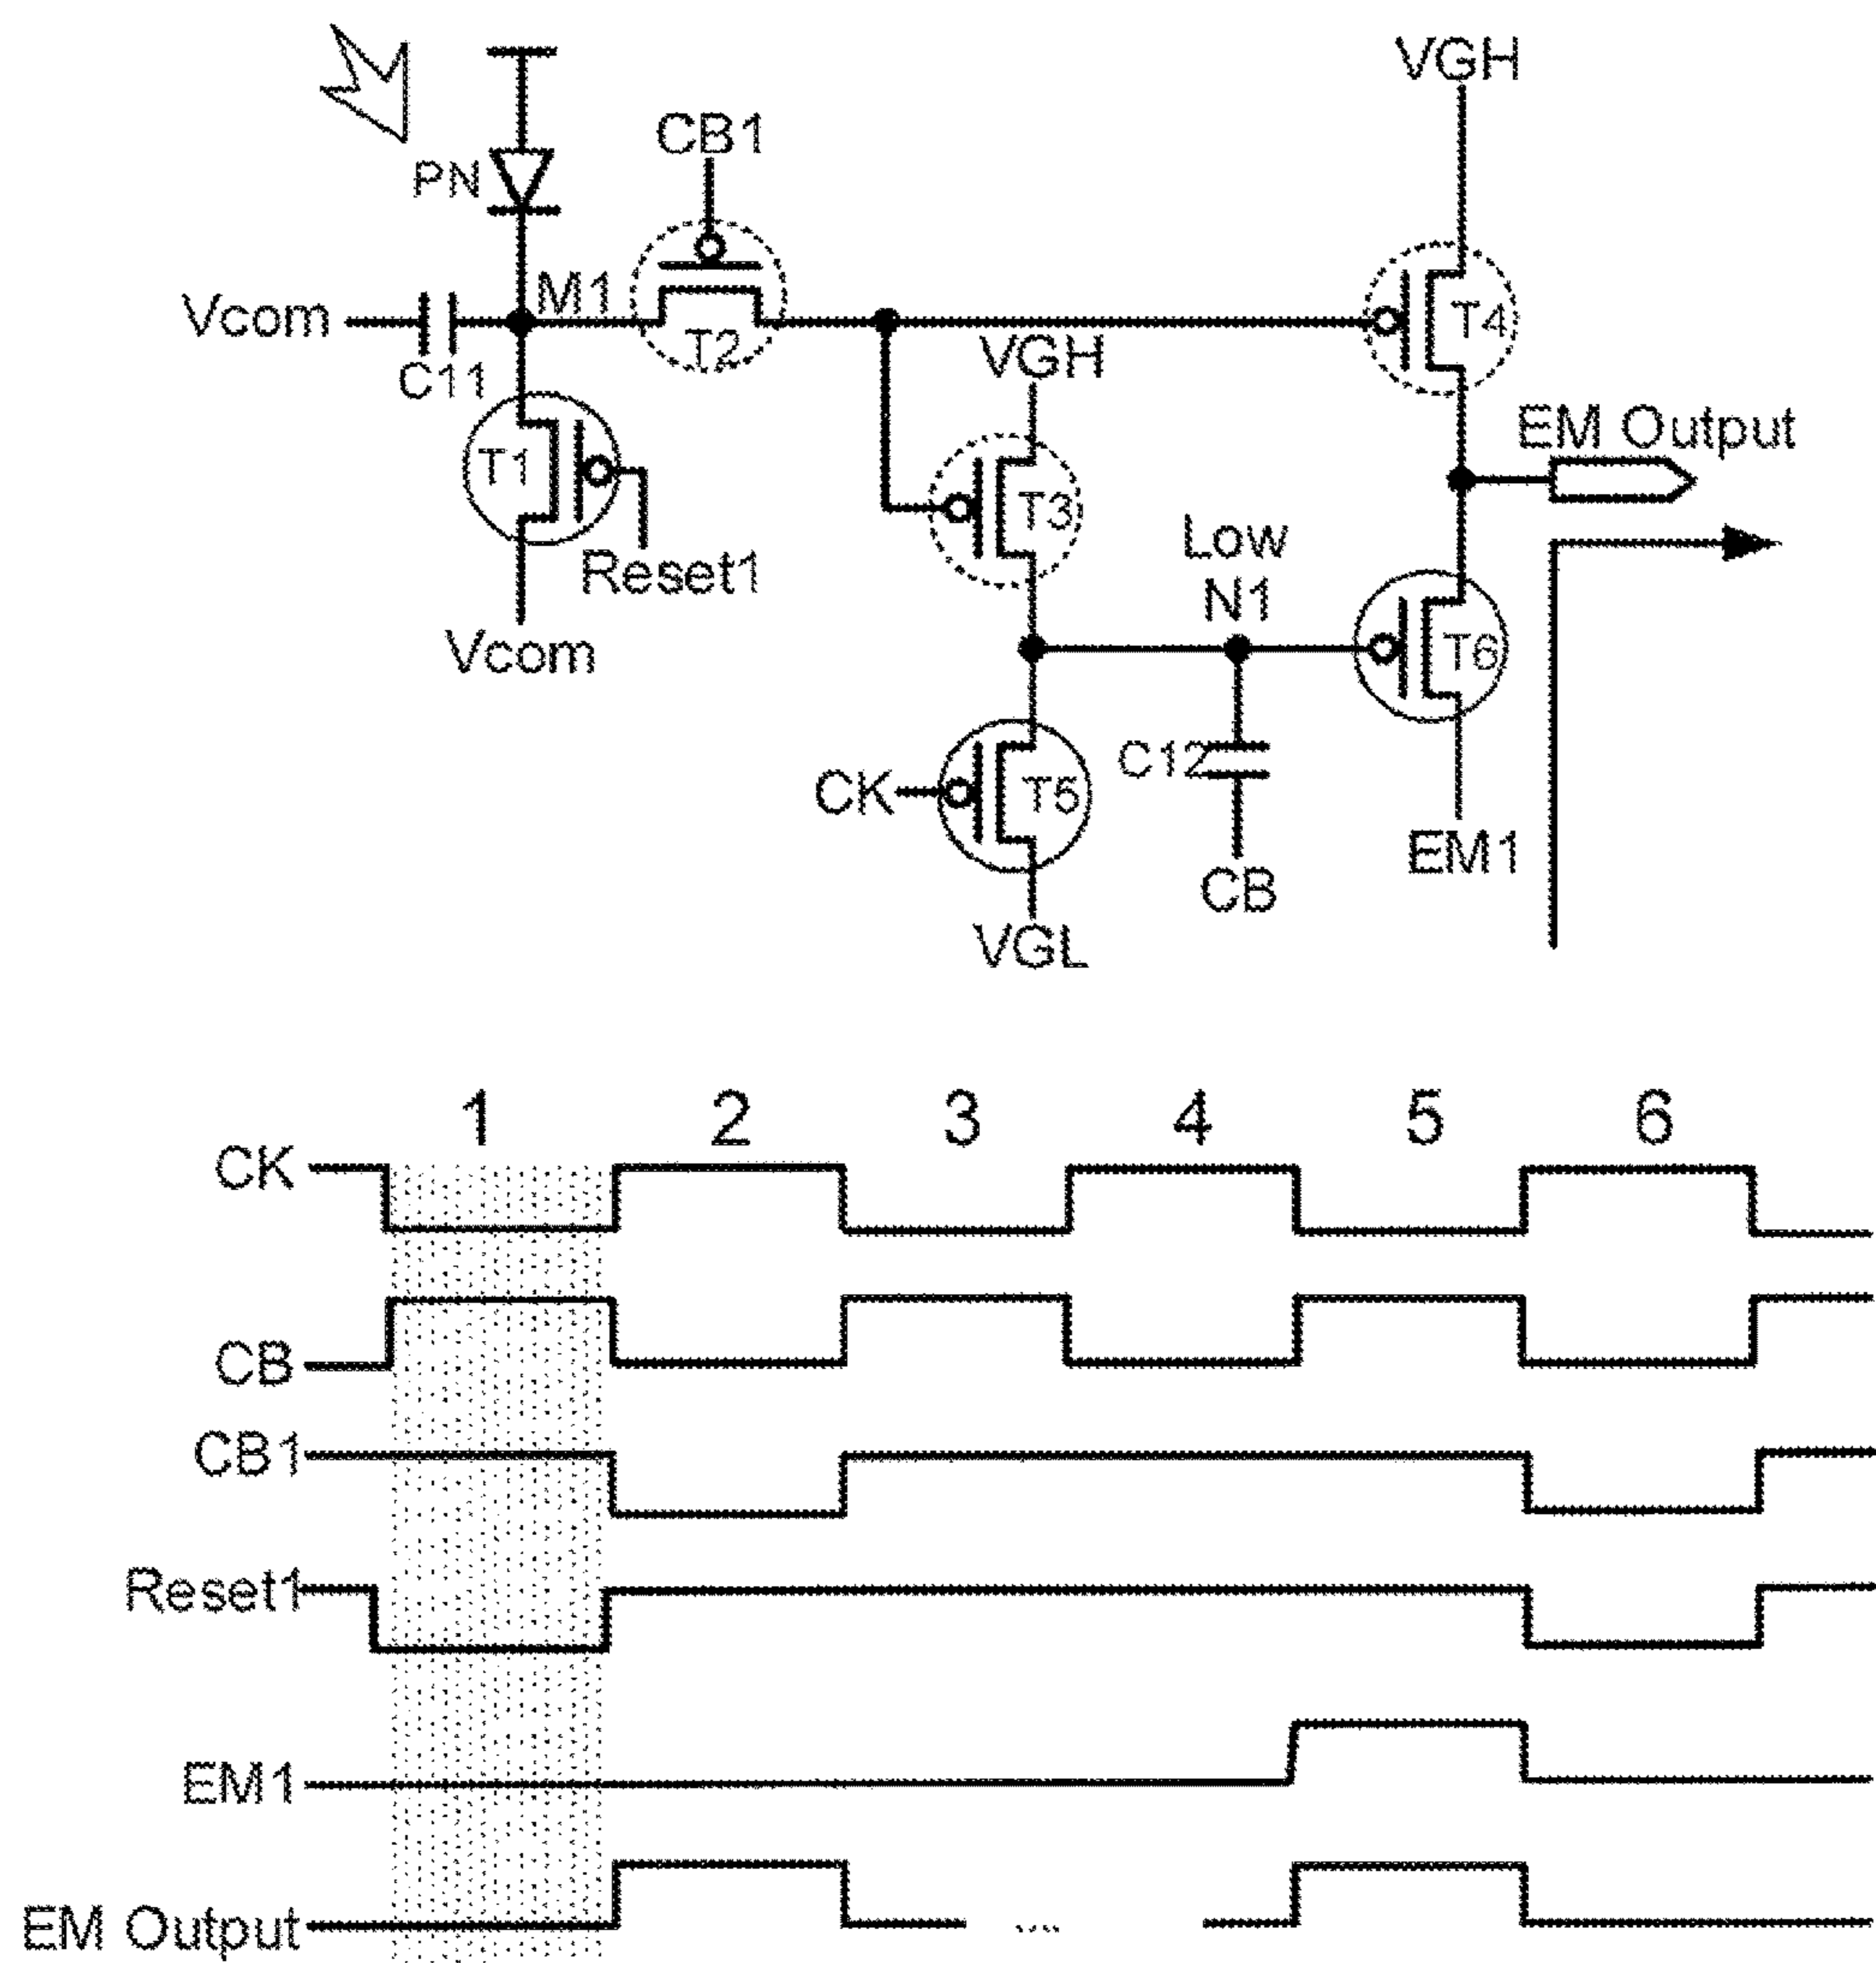 VGH
CB1
PN
M1
Vcom
T2
T4
C11
VGH
EM Output
T1
T3
Low
N1
Reset1
Vcom
T6
CK
T5
C12
CB
EM1
VGL
1 2 3 4 5 6
CK
CB
CB1
Reset1
EM1
EM Output
...